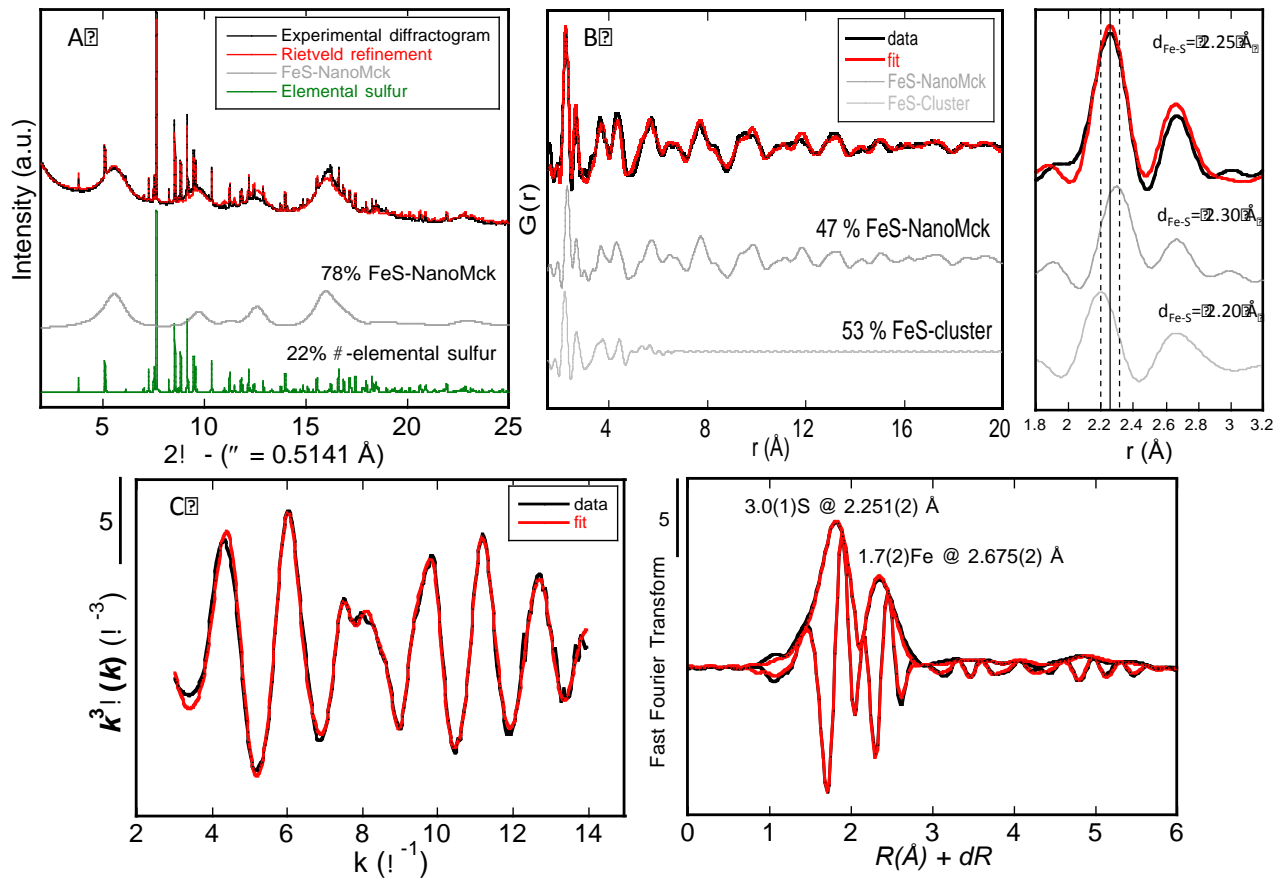 A
Experimental diffractogram
Rietveld refinement
FeS-NanoMck
Elemental sulfur
78% FeS-NanoMck
22% #-elemental sulfur
Intensity (a.u.)
5 10 15 20 25
2! - (″ = 0.5141 Å)
B
data
fit
FeS-NanoMck
FeS-Cluster
47 % FeS-NanoMck
53 % FeS-cluster
G(r)
4 8 12 16 20
r (Å)
dFe-S= 2.25 Å
dFe-S= 2.30 Å
dFe-S= 2.20 Å
1.8 2 2.2 2.4 2.6 2.8 3 3.2
r (Å)
C
data
fit
5
k3! (k) (! -3)
2 4 6 8 10 12 14
k (! -1)
5
3.0(1)S @ 2.251(2) Å
1.7(2)Fe @ 2.675(2) Å
Fast Fourier Transform
0 1 2 3 4 5 6
R(Å) + dR